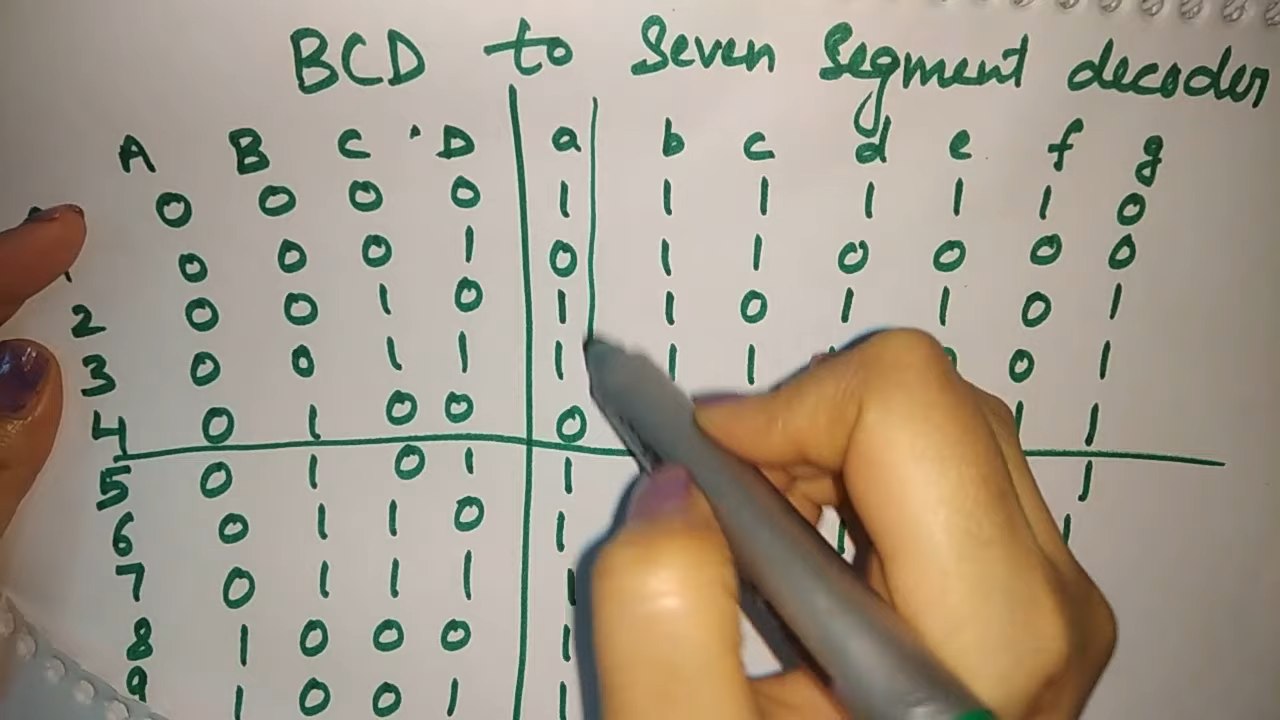 BCD to Seven Segment decoder
A B C D a b c d e f g
0 0 0 0 1 1 1 1 1 1 0
0 0 0 1 0 1 1 0 0 0 0
2 0 0 1 0 1 1 0 1 1 0 1
3 0 0 1 1 1 1 1 0 1
4 0 1 0 0 0 1 1
5 0 1 0 1 1 1
6 0 1 1 0 1 1 1
7 0 1 1 1 1
8 1 0 0 0 1
9 1 0 0 1 1